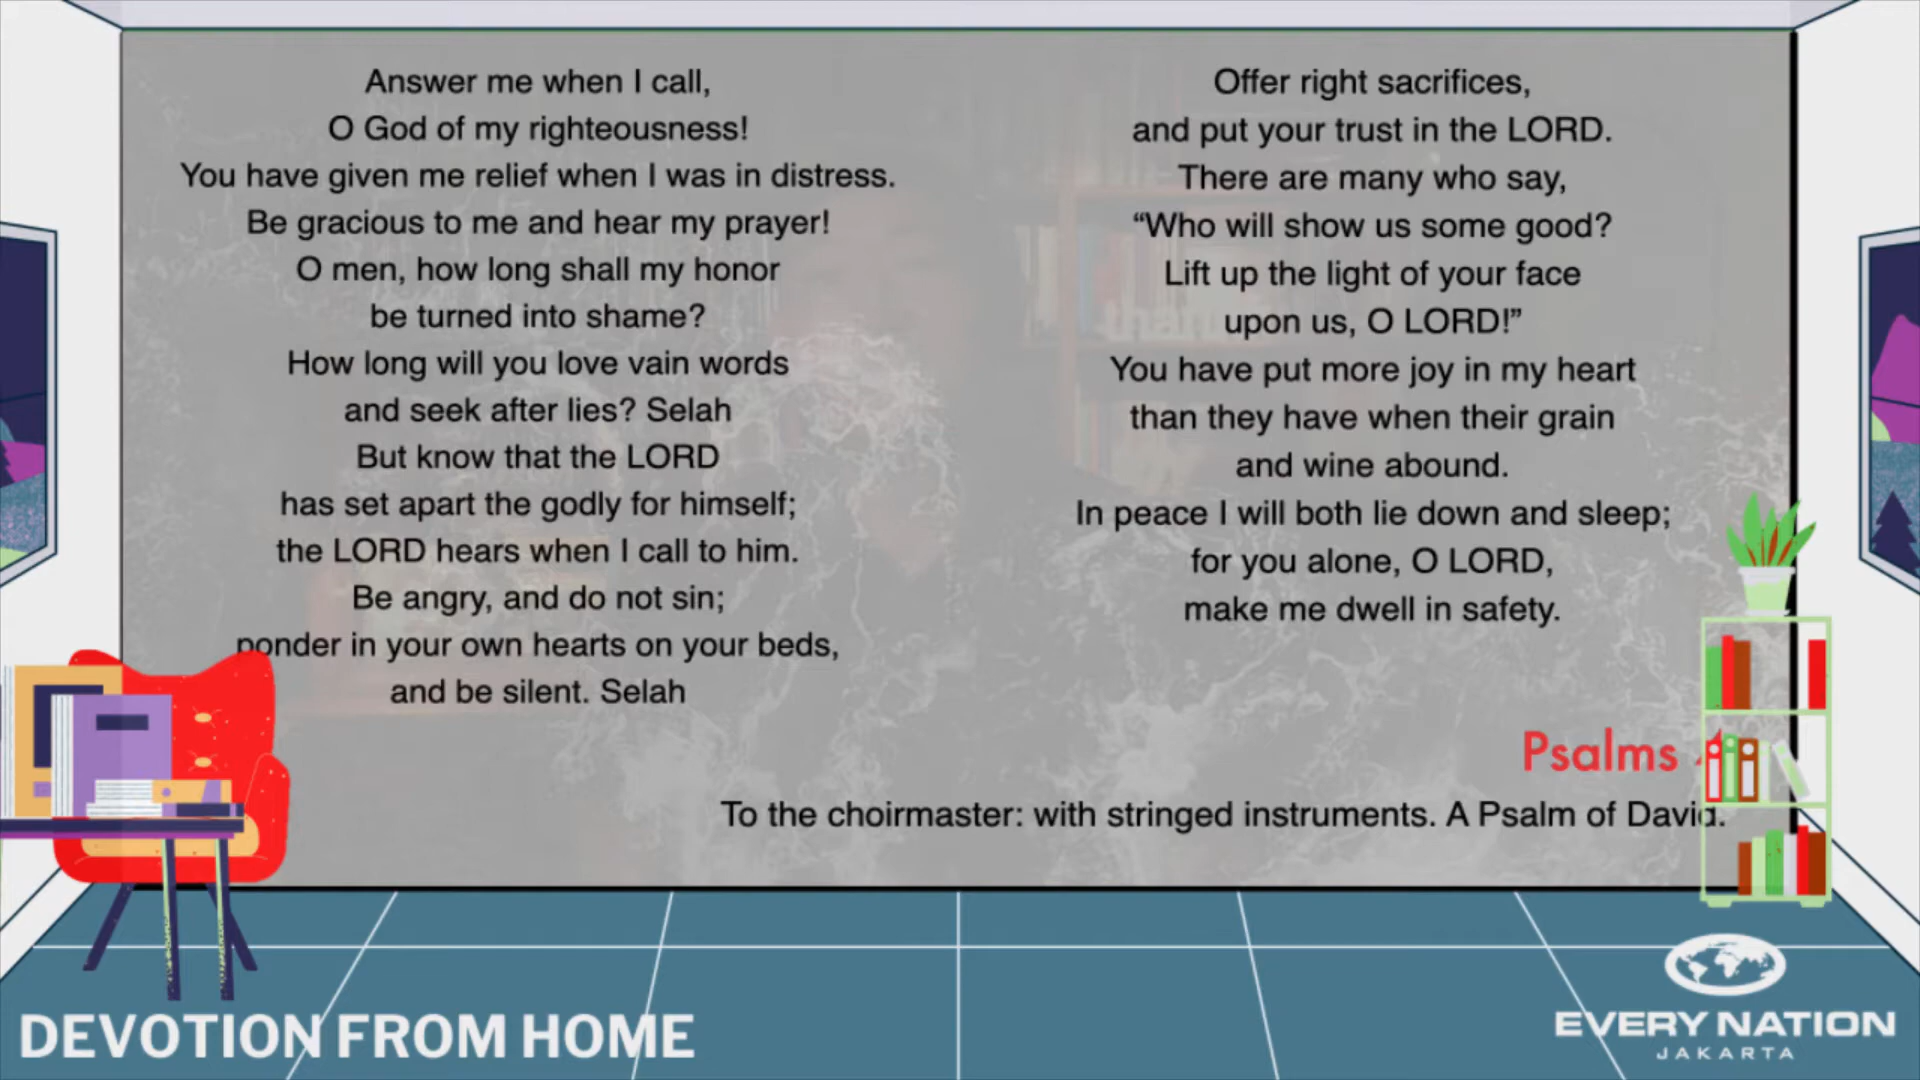 Answer me when I call,
O God of my righteousness!
You have given me relief when I was in distress.
Be gracious to me and hear my prayer!
O men, how long shall my honor
be turned into shame?
How long will you love vain words
and seek after lies? Selah
But know that the LORD
has set apart the godly for himself;
the LORD hears when I call to him.
Be angry, and do not sin;
ponder in your own hearts on your beds,
and be silent. Selah
Offer right sacrifices,
and put your trust in the LORD.
There are many who say,
“Who will show us some good?
Lift up the light of your face
upon us, O LORD!”
You have put more joy in my heart
than they have when their grain
and wine abound.
In peace I will both lie down and sleep;
for you alone, O LORD,
make me dwell in safety.
Psalms
To the choirmaster: with stringed instruments. A Psalm of David.
DEVOTION FROM HOME
EVERY NATION
JAKARTA